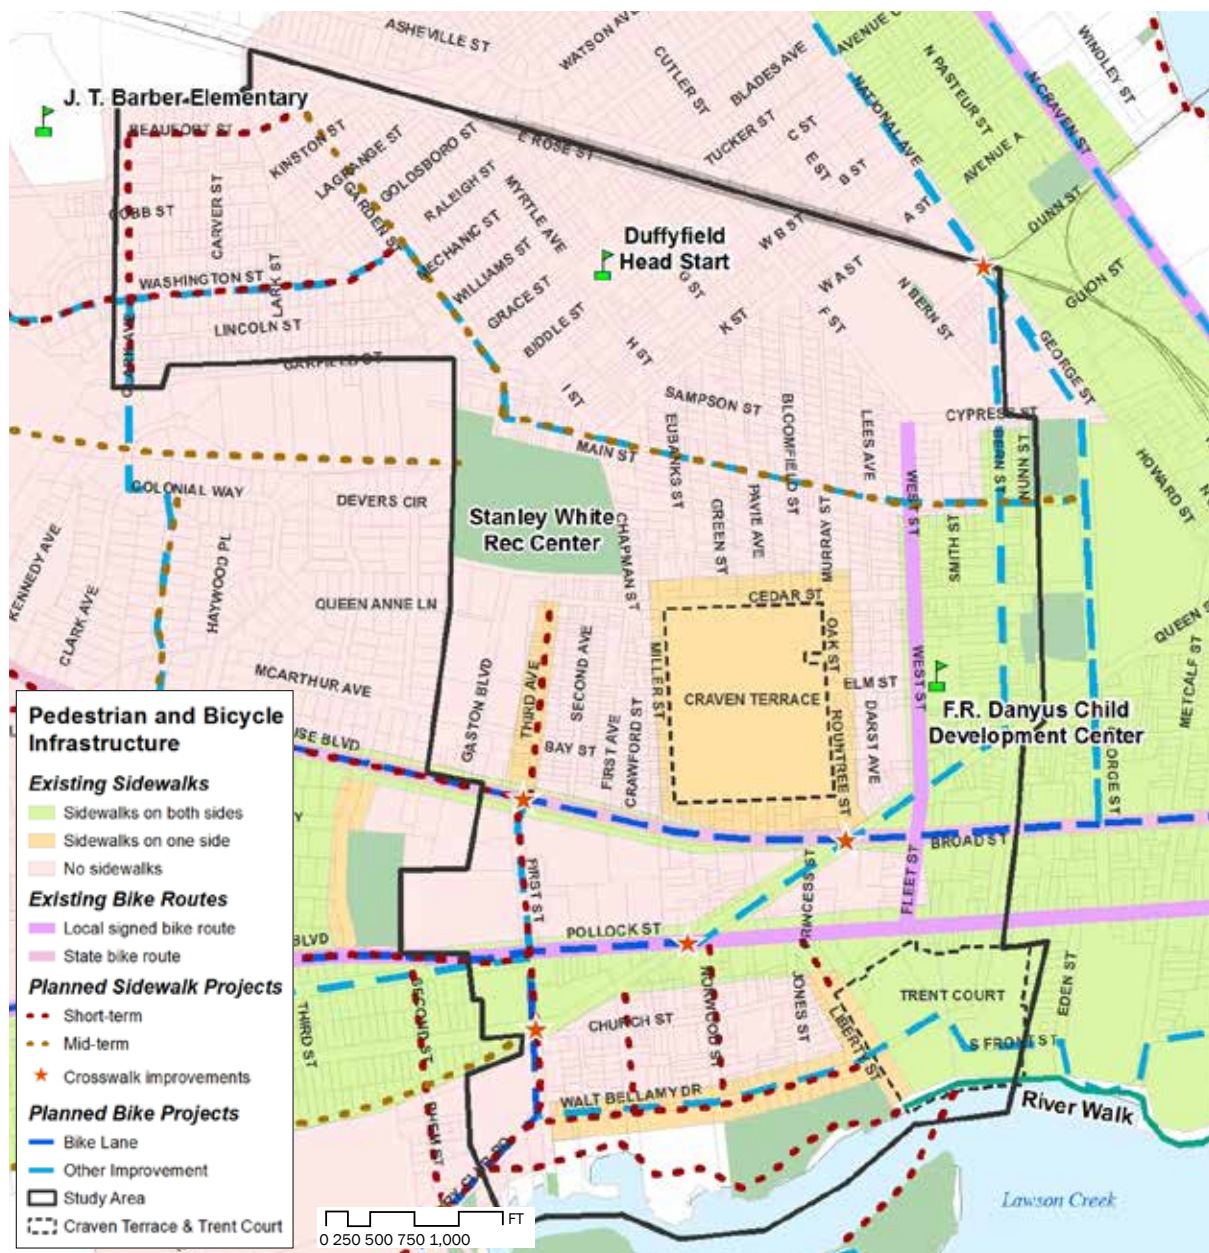 ASHEVILLE ST
WATSON AVE
CUTLER ST
BLADES AVE
AVENUE C
N PASTEUR ST
WINDLEY ST
N CRAVEN ST
NATIONAL AVE
AVENUE A
J. T. Barber Elementary
BEAUFORT ST
KINSTON ST
LAGRANGE ST
GOLDSBORO ST
E ROSE ST
TUCKER ST
C ST
E ST
B ST
A ST
DUNN ST
GUION ST
COBB ST
CARVER ST
GARDEN ST
RALEIGH ST
MYRTLE AVE
MECHANIC ST
WILLIAMS ST
GRACE ST
BIDDLE ST
Duffyfield
Head Start
G ST
W B ST
W A ST
N BERN ST
F ST
K ST
H ST
I ST
GEORGE ST
WASHINGTON ST
LARK ST
LINCOLN ST
CLARK AVE
GARFIELD ST
SAMPSON ST
EUBANKS ST
BLOOMFIELD ST
LEES AVE
CYPRESS ST
BERN ST
NUNN ST
HOWARD ST
MAIN ST
WEST ST
COLONIAL WAY
DEVERS CIR
Stanley White
Rec Center
CHAPMAN ST
GREEN ST
PAVIE AVE
MURRAY ST
SMITH ST
KENNEDY AVE
CLARK AVE
HAYWOOD PL
QUEEN ANNE LN
CEDAR ST
QUEEN S
METCALF ST
MCARTHUR AVE
GASTON BLVD
THIRD AVE
SECOND AVE
BAY ST
FIRST AVE
CRAWFORD ST
MILLER ST
CRAVEN TERRACE
OAK ST
ROUNTREE ST
ELM ST
DARST AVE
WEST ST
F.R. Danyus Child
Development Center
ORGE ST
USE BLVD
BROAD ST
FIRST ST
PRINCESS ST
FLEET ST
BLVD
POLLOCK ST
THIRD ST
SECOND ST
CHURCH ST
NORWOOD ST
JONES ST
LIBERTY ST
TRENT COURT
EDEN ST
S FRONT ST
WALT BELLAMY DR
RHEM ST
River Walk
Lawson Creek
Pedestrian and Bicycle
Infrastructure
Existing Sidewalks
Sidewalks on both sides
Sidewalks on one side
No sidewalks
Existing Bike Routes
Local signed bike route
State bike route
Planned Sidewalk Projects
Short-term
Mid-term
Crosswalk improvements
Planned Bike Projects
Bike Lane
Other Improvement
Study Area
Craven Terrace & Trent Court
FT
0 250 500 750 1,000